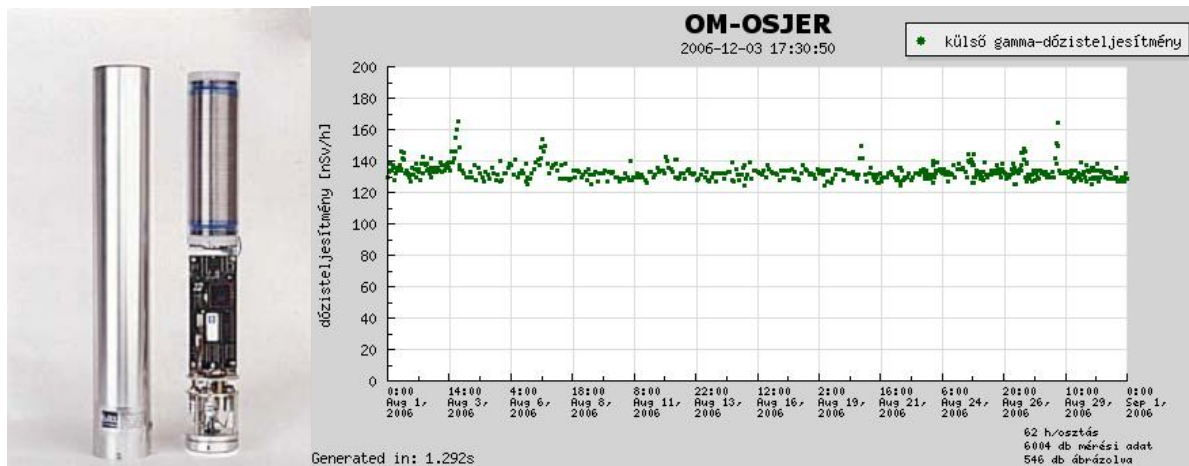 OM-OSJER
2006-12-03 17:30:50
külső gamma-dózisteljesítmény
dózisteljesítmény [nSv/h]
200
180
160
140
120
100
80
60
40
20
0
0:00 14:00 4:00 18:00 8:00 22:00 12:00 2:00 16:00 6:00 20:00 10:00 0:00
Aug 1, Aug 3, Aug 6, Aug 8, Aug 11, Aug 13, Aug 16, Aug 19, Aug 21, Aug 24, Aug 26, Aug 29, Sep 1,
2006 2006 2006 2006 2006 2006 2006 2006 2006 2006 2006 2006 2006
62 h/osztás
6004 db mérési adat
546 db ábrázolva
Generated in: 1.292s